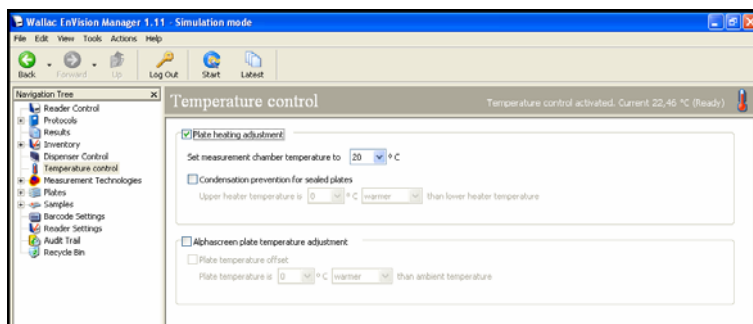 Wallac EnVision Manager 1.11 - Simulation mode
File Edit View Tools Actions Help
Back Forward Up Log Out Start Latest
Navigation Tree
Temperature control
Temperature control activated. Current 22,46 °C (Ready)
Reader Control
Protocols
Results
Inventory
Dispenser Control
Temperature control
Measurement Technologies
Plates
Samples
Barcode Settings
Reader Settings
Audit Trail
Recycle Bin
Plate heating adjustment
Set measurement chamber temperature to 20 ° C
Condensation prevention for sealed plates
Upper heater temperature is 0 ° C warmer than lower heater temperature
Alphascreen plate temperature adjustment
Plate temperature offset
Plate temperature is 0 ° C warmer than ambient temperature